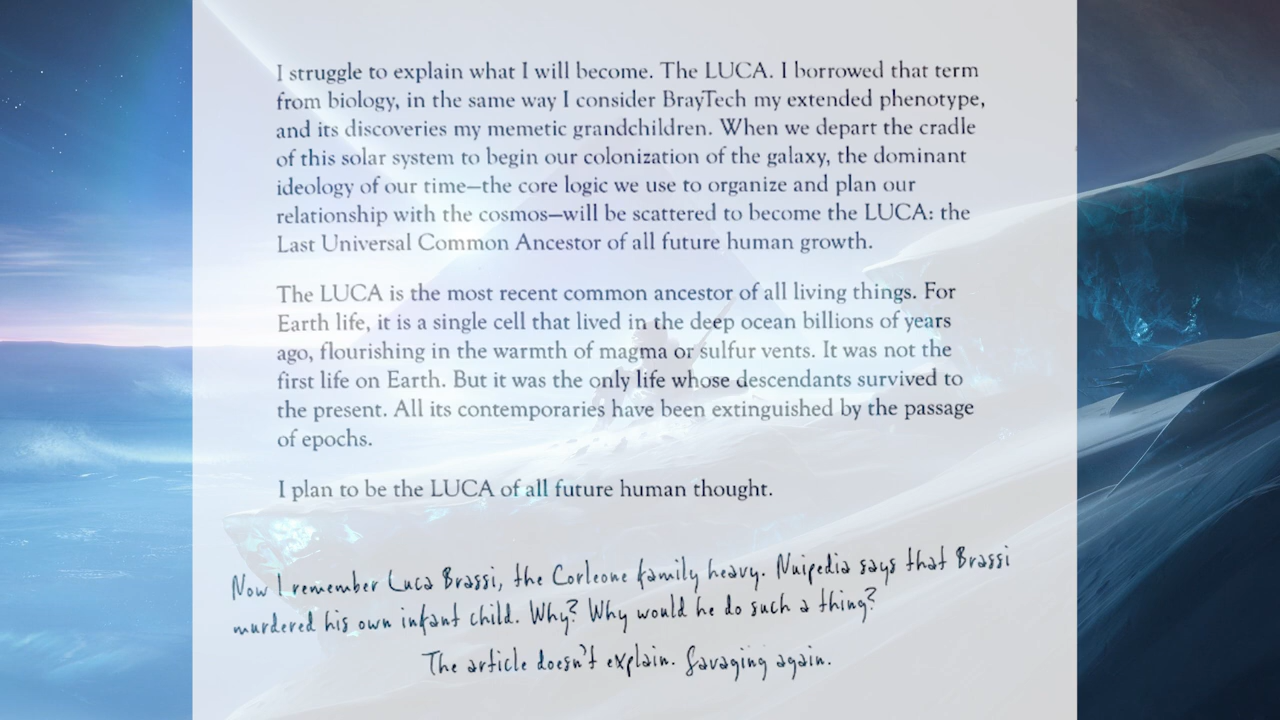 I struggle to explain what I will become. The LUCA. I borrowed that term
from biology, in the same way I consider BrayTech my extended phenotype,
and its discoveries my memetic grandchildren. When we depart the cradle
of this solar system to begin our colonization of the galaxy, the dominant
ideology of our time—the core logic we use to organize and plan our
relationship with the cosmos—will be scattered to become the LUCA: the
Last Universal Common Ancestor of all future human growth.
The LUCA is the most recent common ancestor of all living things. For
Earth life, it is a single cell that lived in the deep ocean billions of years
ago, flourishing in the warmth of magma or sulfur vents. It was not the
first life on Earth. But it was the only life whose descendants survived to
the present. All its contemporaries have been extinguished by the passage
of epochs.
I plan to be the LUCA of all future human thought.
Now I remember Luca Brassi, the Corleone family heavy. Nuipedia says that Brassi
murdered his own infant child. Why? Why would he do such a thing?
The article doesn't explain. Savaging again.